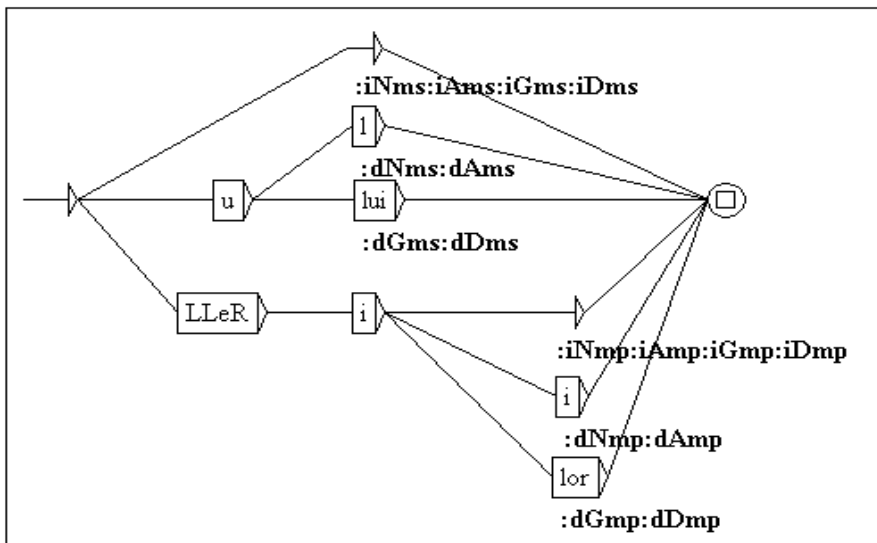 :iNms:iAms:iGms:iDms
l
:dNms:dAms
u
lui
:dGms:dDms
LLeR
i
:iNmp:iAmp:iGmp:iDmp
i
:dNmp:dAmp
lor
:dGmp:dDmp